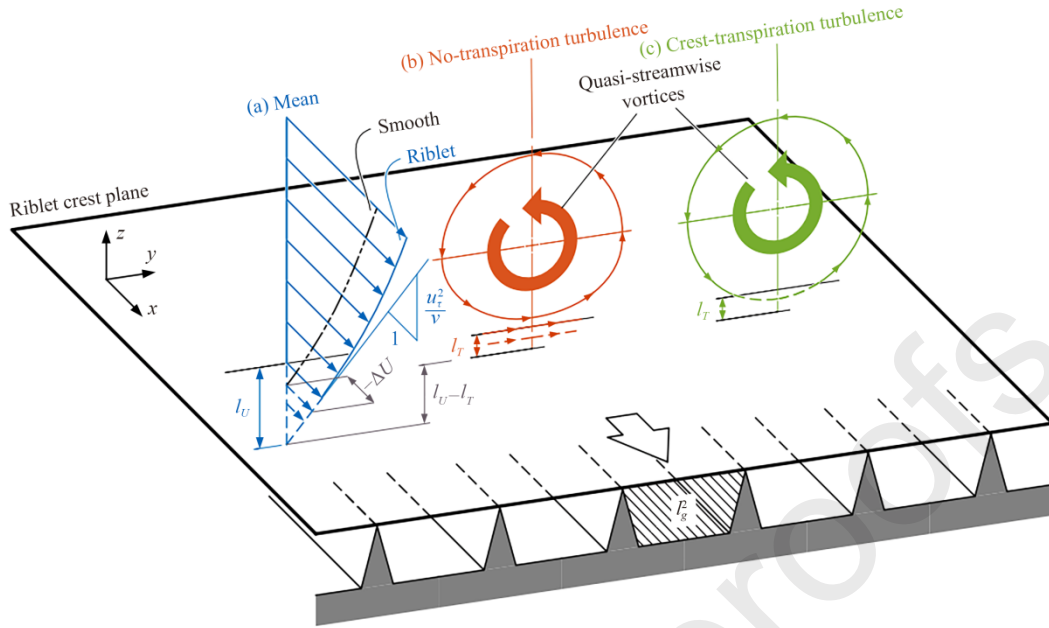 (b) No-transpiration turbulence
(c) Crest-transpiration turbulence
Quasi-streamwise
vortices
(a) Mean
Smooth
Riblet
Riblet crest plane
z
y
x
u_τ^2
ν
1
l_T
l_T
−ΔU
l_U
l_U−l_T
l_g^2
roofs